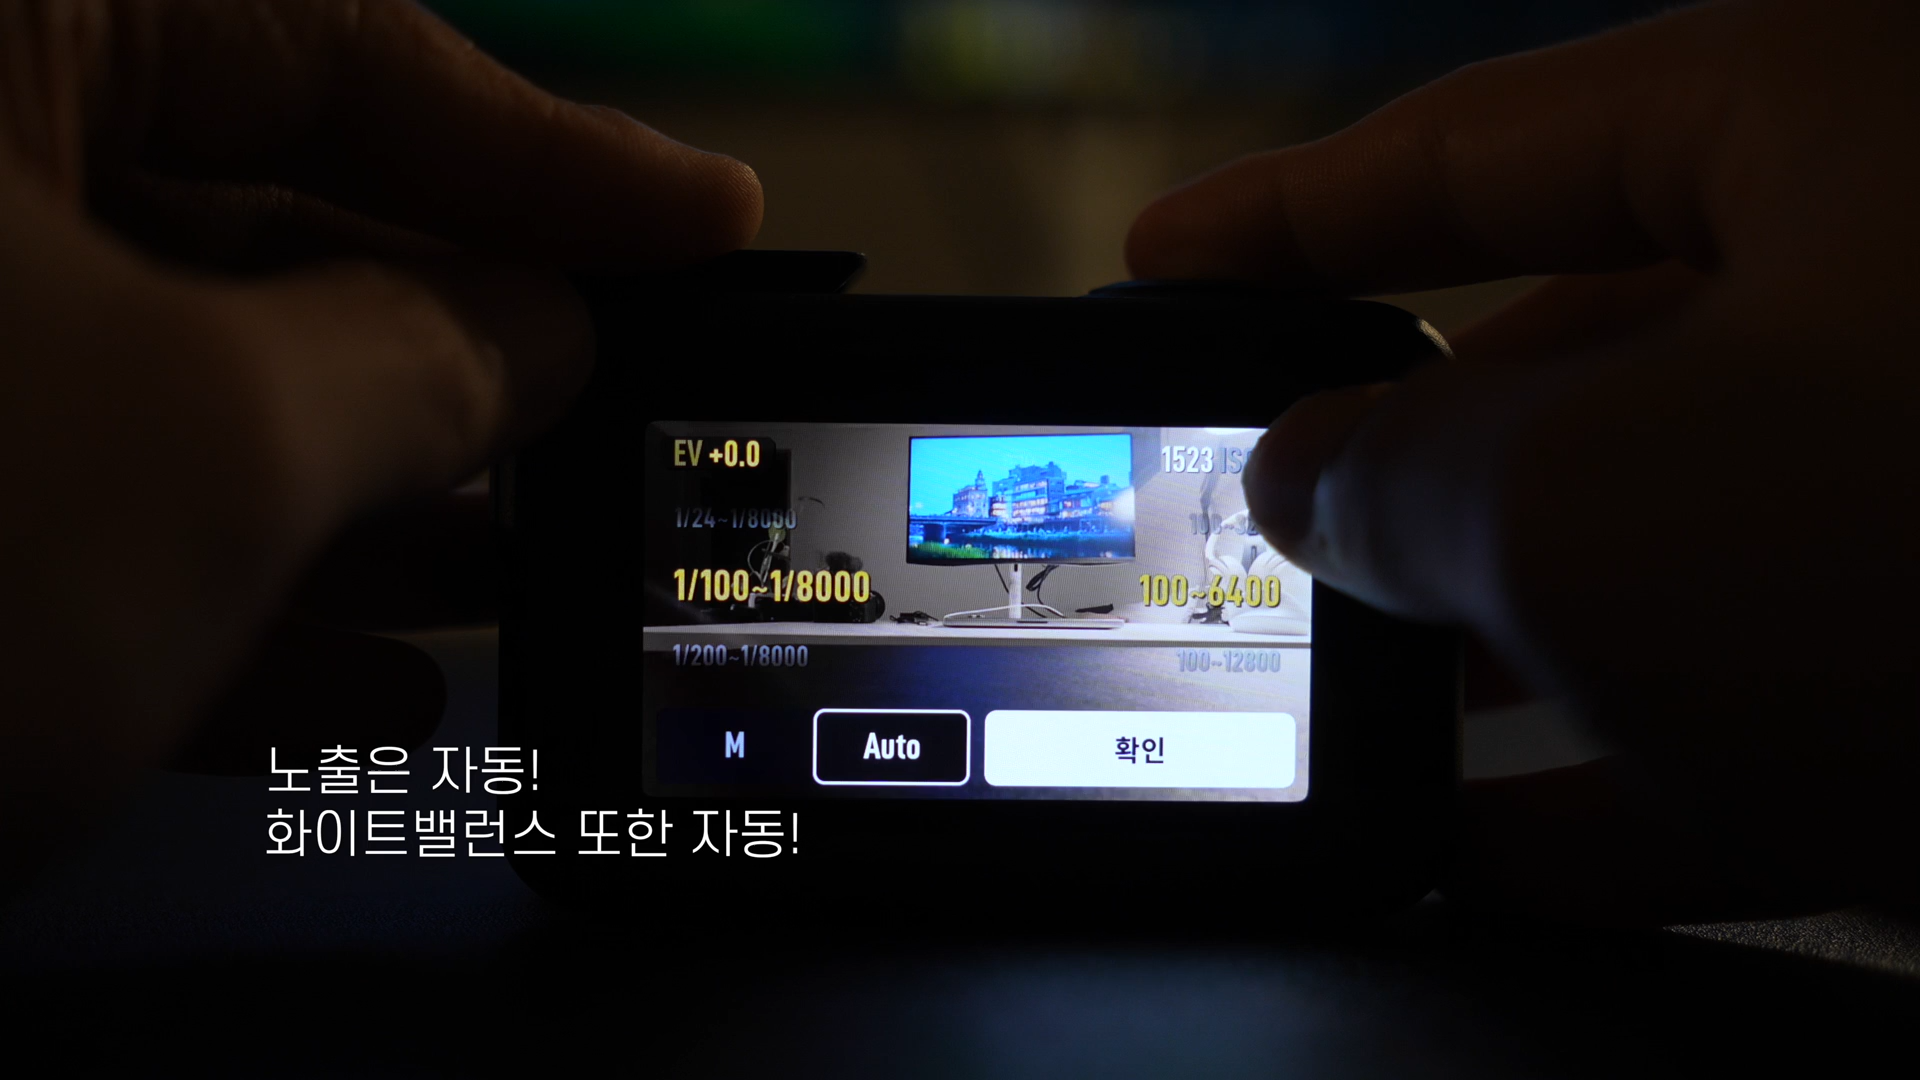 EV +0.0
1523
1/24~1/8000
1/100~1/8000
100~6400
1/200~1/8000
100~12800
M
Auto
확인
노출은 자동!
화이트밸런스 또한 자동!